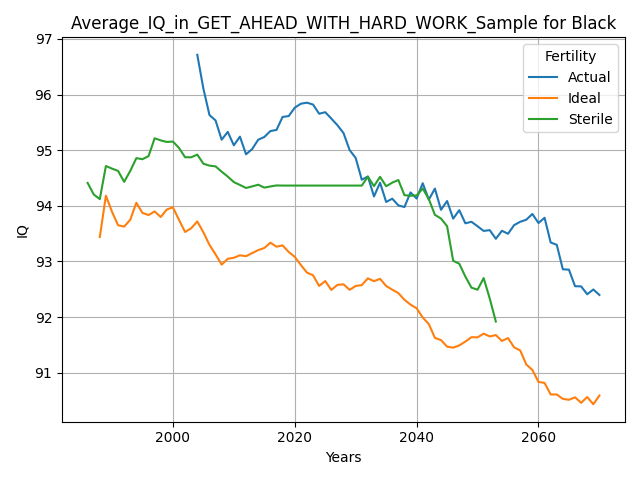 Average_IQ_in_GET_AHEAD_WITH_HARD_WORK_Sample for Black
97
96
95
94
93
92
91
IQ
2000
2020
2040
2060
Years
Fertility
Actual
Ideal
Sterile